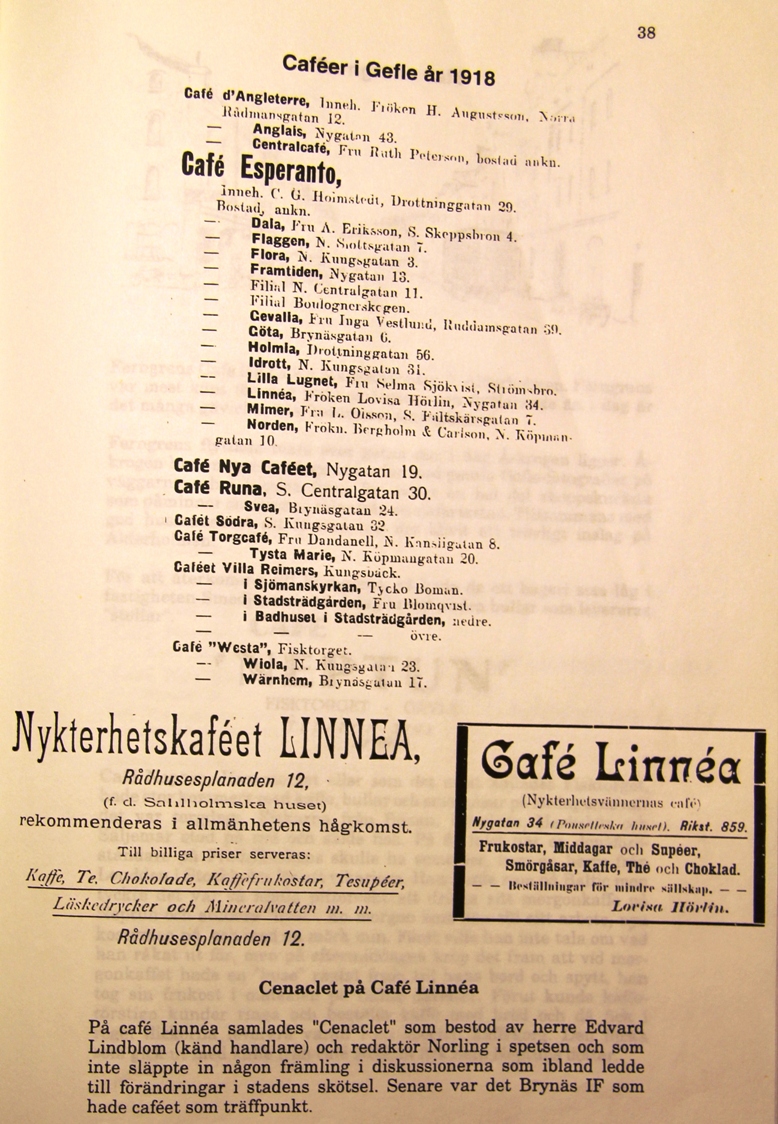 38
Caféer i Gefle år 1918
Café d'Angleterre, Inneh. Fröken H. Augustsson, Norra
Rådmansgatan 12.
— Anglais, Nygatan 43.
— Centralcafé, Fru Ruth Peterson, bostad ankn.
Café Esperanto,
Inneh. C. G. Holmstedt, Drottninggatan 29.
Bostad, ankn.
— Dala, Fru A. Eriksson, S. Skeppsbron 4.
— Flaggen, N. Slottsgatan 7.
— Flora, N. Kungsgatan 3.
— Framtiden, Nygatan 13.
— Filial N. Centralgatan 11.
— Filial Boulognerskogen.
— Gevalla, Fru Inga Vestlund, Ruddamsgatan 39.
— Göta, Brynäsgatan 6.
— Holmia, Drottninggatan 56.
— Idrott, N. Kungsgatan 31.
— Lilla Lugnet, Fru Selma Sjökvist, Strömsbro.
— Linnéa, Fröken Lovisa Hörlin, Nygatan 34.
— Mimer, Fru L. Olsson, S. Fältskärsgatan 7.
— Norden, Frökn. Bergholm & Carlson, N. Köpman-
gatan 10.
Café Nya Caféet, Nygatan 19.
Café Runa, S. Centralgatan 30.
— Svea, Brynäsgatan 24.
Cafét Södra, S. Kungsgatan 32
Café Torgcafé, Fru Dandanell, N. Kansligatan 8.
— Tysta Marie, N. Köpmangatan 20.
Caféet Villa Reimers, Kungsbäck.
— i Sjömanskyrkan, Tycko Boman.
— i Stadsträdgården, Fru Blomqvist.
— i Badhuset i Stadsträdgården, nedre.
— — — övre.
Café "Westa", Fisktorget.
— Wiola, N. Kungsgatan 23.
— Wärnhem, Brynäsgatan 17.
Nykterhetskaféet LINNEA,
Rådhusesplanaden 12,
(f. d. Sahlholmska huset)
rekommenderas i allmänhetens hågkomst.
Till billiga priser serveras:
Kaffe, Te, Chokolade, Kaffefrukostar, Tesupéer,
Läskedrycker och Mineralvatten m. m.
Rådhusesplanaden 12.
Café Linnéa
(Nykterhetsvännernas café)
Nygatan 34 (Pousetteska huset). Rikst. 859.
Frukostar, Middagar och Supéer,
Smörgåsar, Kaffe, Thé och Choklad.
— — Beställningar för mindre sällskap. — —
Lovisa Hörlin.
Cenaclet på Café Linnéa
På café Linnéa samlades "Cenaclet" som bestod av herre Edvard
Lindblom (känd handlare) och redaktör Norling i spetsen och som
inte släppte in någon främling i diskussionerna som ibland ledde
till förändringar i stadens skötsel. Senare var det Brynäs IF som
hade caféet som träffpunkt.